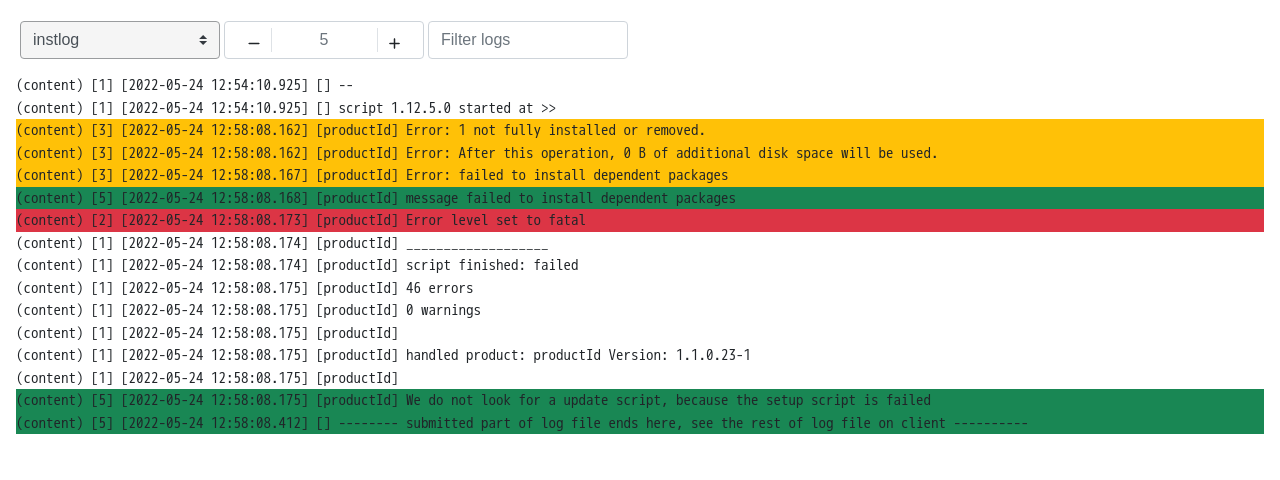 instlog − 5 + Filter logs
(content) [1] [2022-05-24 12:54:10.925] [] --
(content) [1] [2022-05-24 12:54:10.925] [] script 1.12.5.0 started at >>
(content) [3] [2022-05-24 12:58:08.162] [productId] Error: 1 not fully installed or removed.
(content) [3] [2022-05-24 12:58:08.162] [productId] Error: After this operation, 0 B of additional disk space will be used.
(content) [3] [2022-05-24 12:58:08.167] [productId] Error: failed to install dependent packages
(content) [5] [2022-05-24 12:58:08.168] [productId] message failed to install dependent packages
(content) [2] [2022-05-24 12:58:08.173] [productId] Error level set to fatal
(content) [1] [2022-05-24 12:58:08.174] [productId] ___________________
(content) [1] [2022-05-24 12:58:08.174] [productId] script finished: failed
(content) [1] [2022-05-24 12:58:08.175] [productId] 46 errors
(content) [1] [2022-05-24 12:58:08.175] [productId] 0 warnings
(content) [1] [2022-05-24 12:58:08.175] [productId]
(content) [1] [2022-05-24 12:58:08.175] [productId] handled product: productId Version: 1.1.0.23-1
(content) [1] [2022-05-24 12:58:08.175] [productId]
(content) [5] [2022-05-24 12:58:08.175] [productId] We do not look for a update script, because the setup script is failed
(content) [5] [2022-05-24 12:58:08.412] [] -------- submitted part of log file ends here, see the rest of log file on client ----------